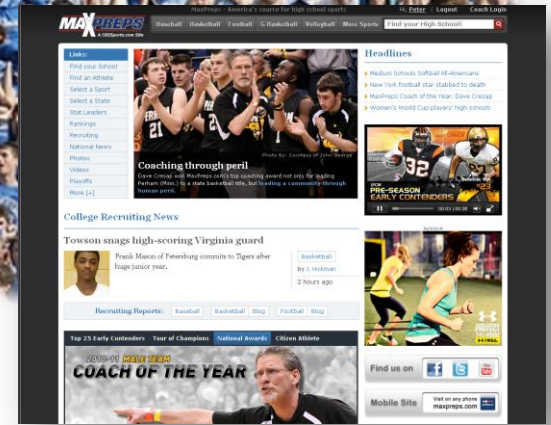 MaxPreps - America's source for high school sports
Hi, Peter | Logout Coach Login
MAXPREPS
A CBSSports.com Site
Baseball Basketball Football G Basketball Volleyball More Sports
Find your High School!
Links:
Find your School
Find an Athlete
Select a Sport
Select a State
Stat Leaders
Rankings
Recruiting
National News
Photos
Videos
Playoffs
More [+]
Photo By: Courtesy of John George
Coaching through peril
Dave Cresap won MaxPreps.com's top coaching award not only for leading
Perham (Minn.) to a state basketball title, but leading a community through
human peril.
Headlines
Medium Schools Softball All-Americans
New York football star stabbed to death
MaxPreps Coach of the Year: Dave Cresap
Women's World Cup players' high schools
32
23
PRE-SEASON
EARLY CONTENDERS
College Recruiting News
Towson snags high-scoring Virginia guard
Frank Mason of Petersburg commits to Tigers after
huge junior year.
Basketball
by J. Hickman
2 hours ago
Recruiting Reports: Baseball Basketball Blog Football Blog
Top 25 Early Contenders Tour of Champions National Awards Citizen Athlete
2010-11 MALE TEAM
COACH OF THE YEAR
PROTECT
Find us on
You Tube
Mobile Site
Visit on any phone
maxpreps.com